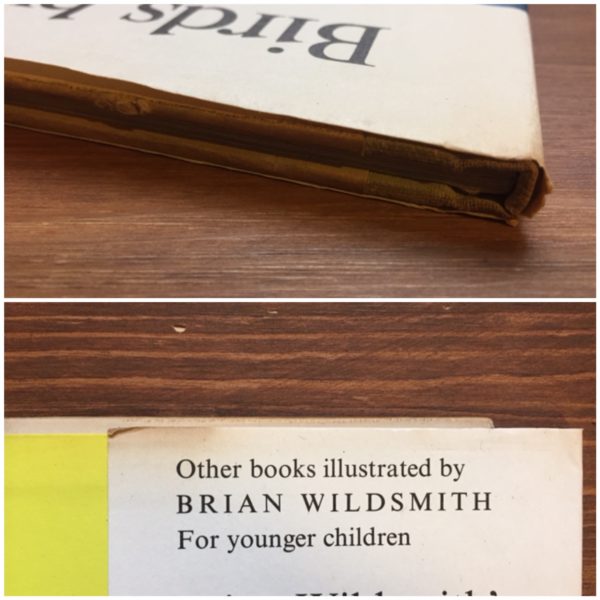 Birds
Other books illustrated by
BRIAN WILDSMITH
For younger children